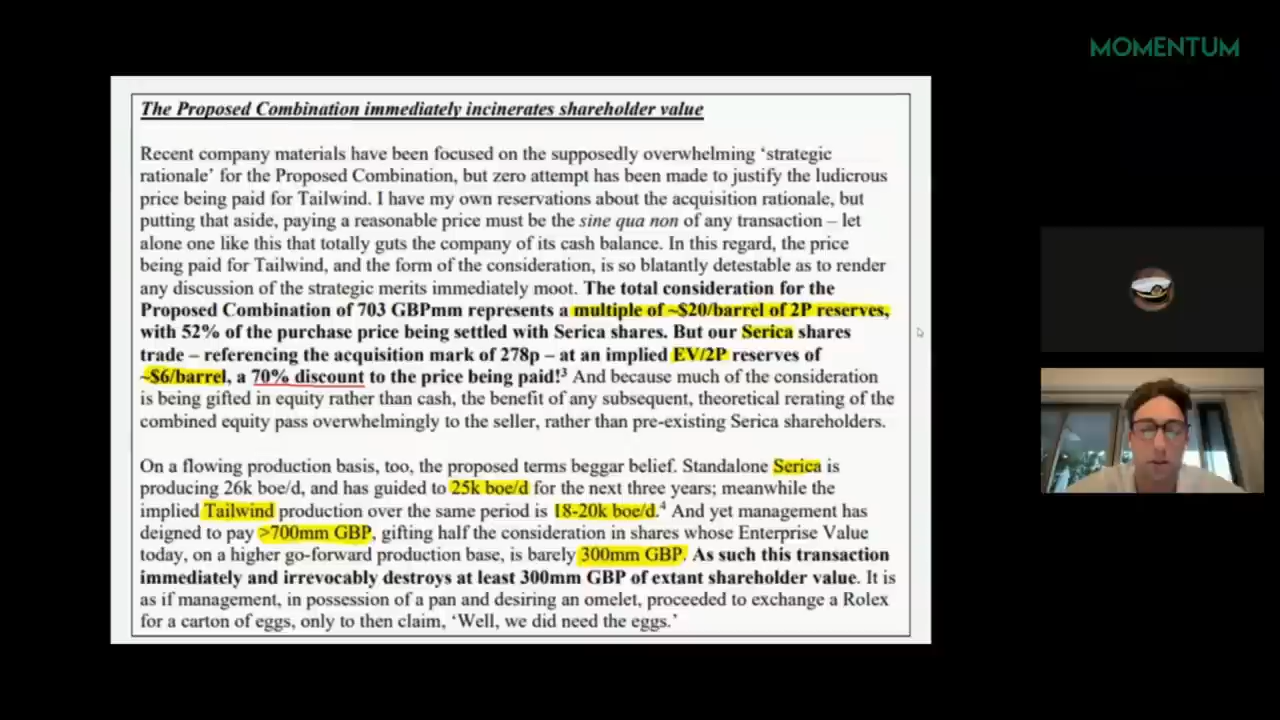 MOMENTUM
The Proposed Combination immediately incinerates shareholder value
Recent company materials have been focused on the supposedly overwhelming ‘strategic
rationale’ for the Proposed Combination, but zero attempt has been made to justify the ludicrous
price being paid for Tailwind. I have my own reservations about the acquisition rationale, but
putting that aside, paying a reasonable price must be the sine qua non of any transaction – let
alone one like this that totally guts the company of its cash balance. In this regard, the price
being paid for Tailwind, and the form of the consideration, is so blatantly detestable as to render
any discussion of the strategic merits immediately moot. The total consideration for the
Proposed Combination of 703 GBPmm represents a multiple of ~$20/barrel of 2P reserves,
with 52% of the purchase price being settled with Serica shares. But our Serica shares
trade – referencing the acquisition mark of 278p – at an implied EV/2P reserves of
~$6/barrel, a 70% discount to the price being paid!³ And because much of the consideration
is being gifted in equity rather than cash, the benefit of any subsequent, theoretical rerating of the
combined equity pass overwhelmingly to the seller, rather than pre-existing Serica shareholders.
On a flowing production basis, too, the proposed terms beggar belief. Standalone Serica is
producing 26k boe/d, and has guided to 25k boe/d for the next three years; meanwhile the
implied Tailwind production over the same period is 18-20k boe/d.⁴ And yet management has
deigned to pay >700mm GBP, gifting half the consideration in shares whose Enterprise Value
today, on a higher go-forward production base, is barely 300mm GBP. As such this transaction
immediately and irrevocably destroys at least 300mm GBP of extant shareholder value. It is
as if management, in possession of a pan and desiring an omelet, proceeded to exchange a Rolex
for a carton of eggs, only to then claim, ‘Well, we did need the eggs.’